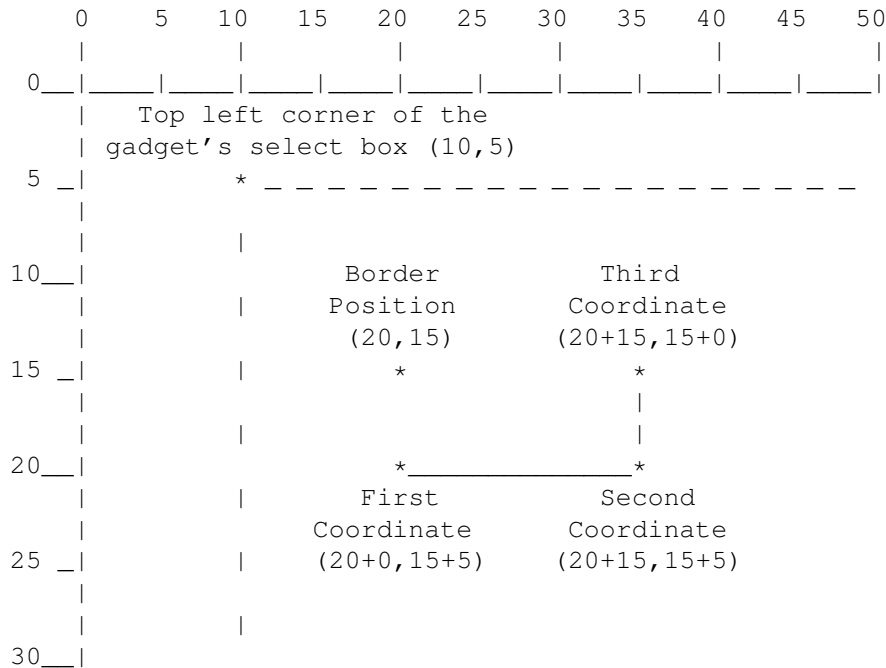 0 5 10 15 20 25 30 35 40 45 50
0
Top left corner of the
gadget's select box (10,5)
5 *
10 Border Third
Position Coordinate
(20,15) (20+15,15+0)
15 * *
20 * *
First Second
Coordinate Coordinate
25 (20+0,15+5) (20+15,15+5)
30